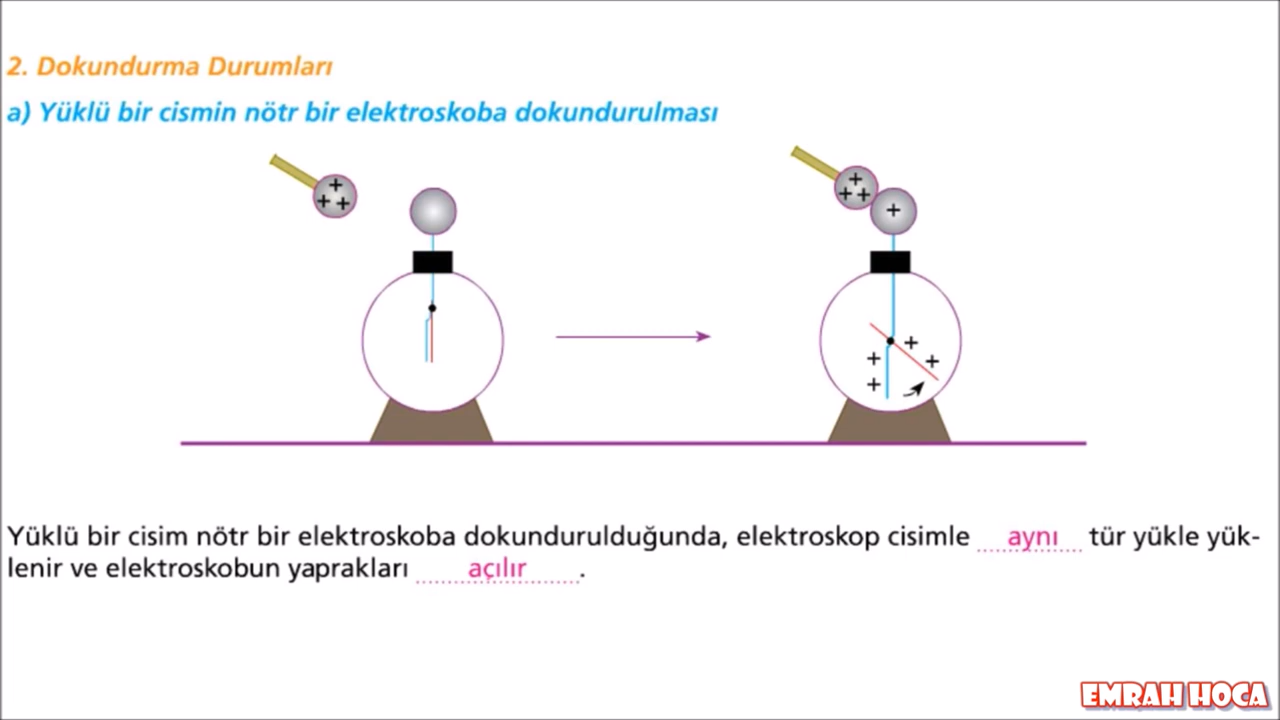 2. Dokundurma Durumları
a) Yüklü bir cismin nötr bir elektroskoba dokundurulması
+
+ +
+
+ +
+
+ +
+ +
Yüklü bir cisim nötr bir elektroskoba dokundurulduğunda, elektroskop cisimle aynı tür yükle yük-
lenir ve elektroskobun yaprakları açılır.
EMRAH HOCA